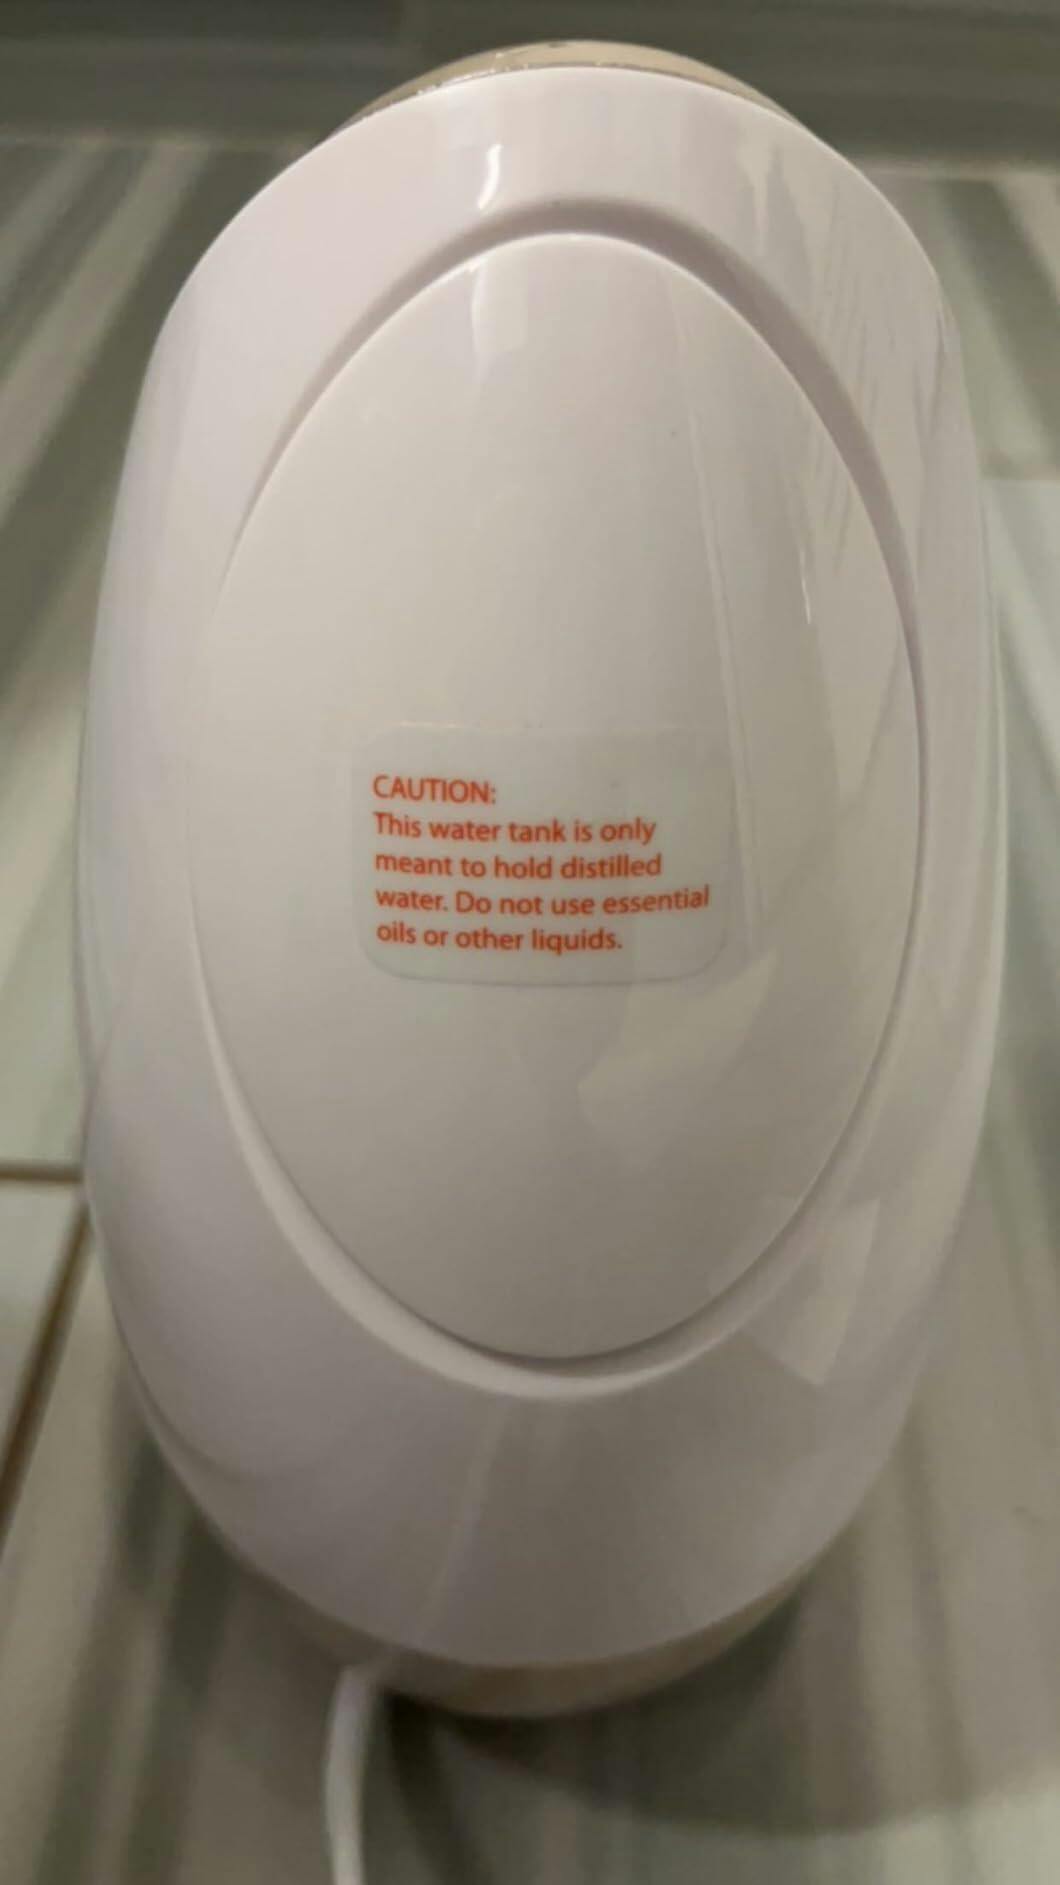 CAUTION:
This water tank is only
meant to hold distilled
water. Do not use essential
oils or other liquids.